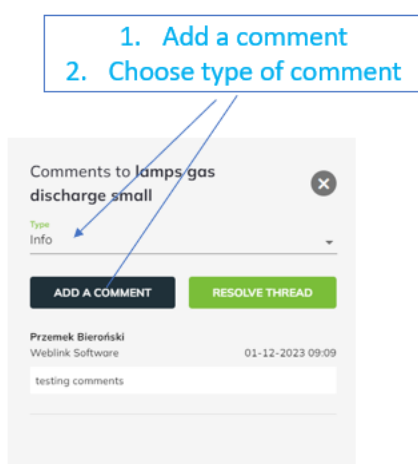 1. Add a comment
2. Choose type of comment
Comments to lamps gas
discharge small
Type
Info
ADD A COMMENT
RESOLVE THREAD
Przemek Bieroński
Weblink Software
01-12-2023 09:09
testing comments